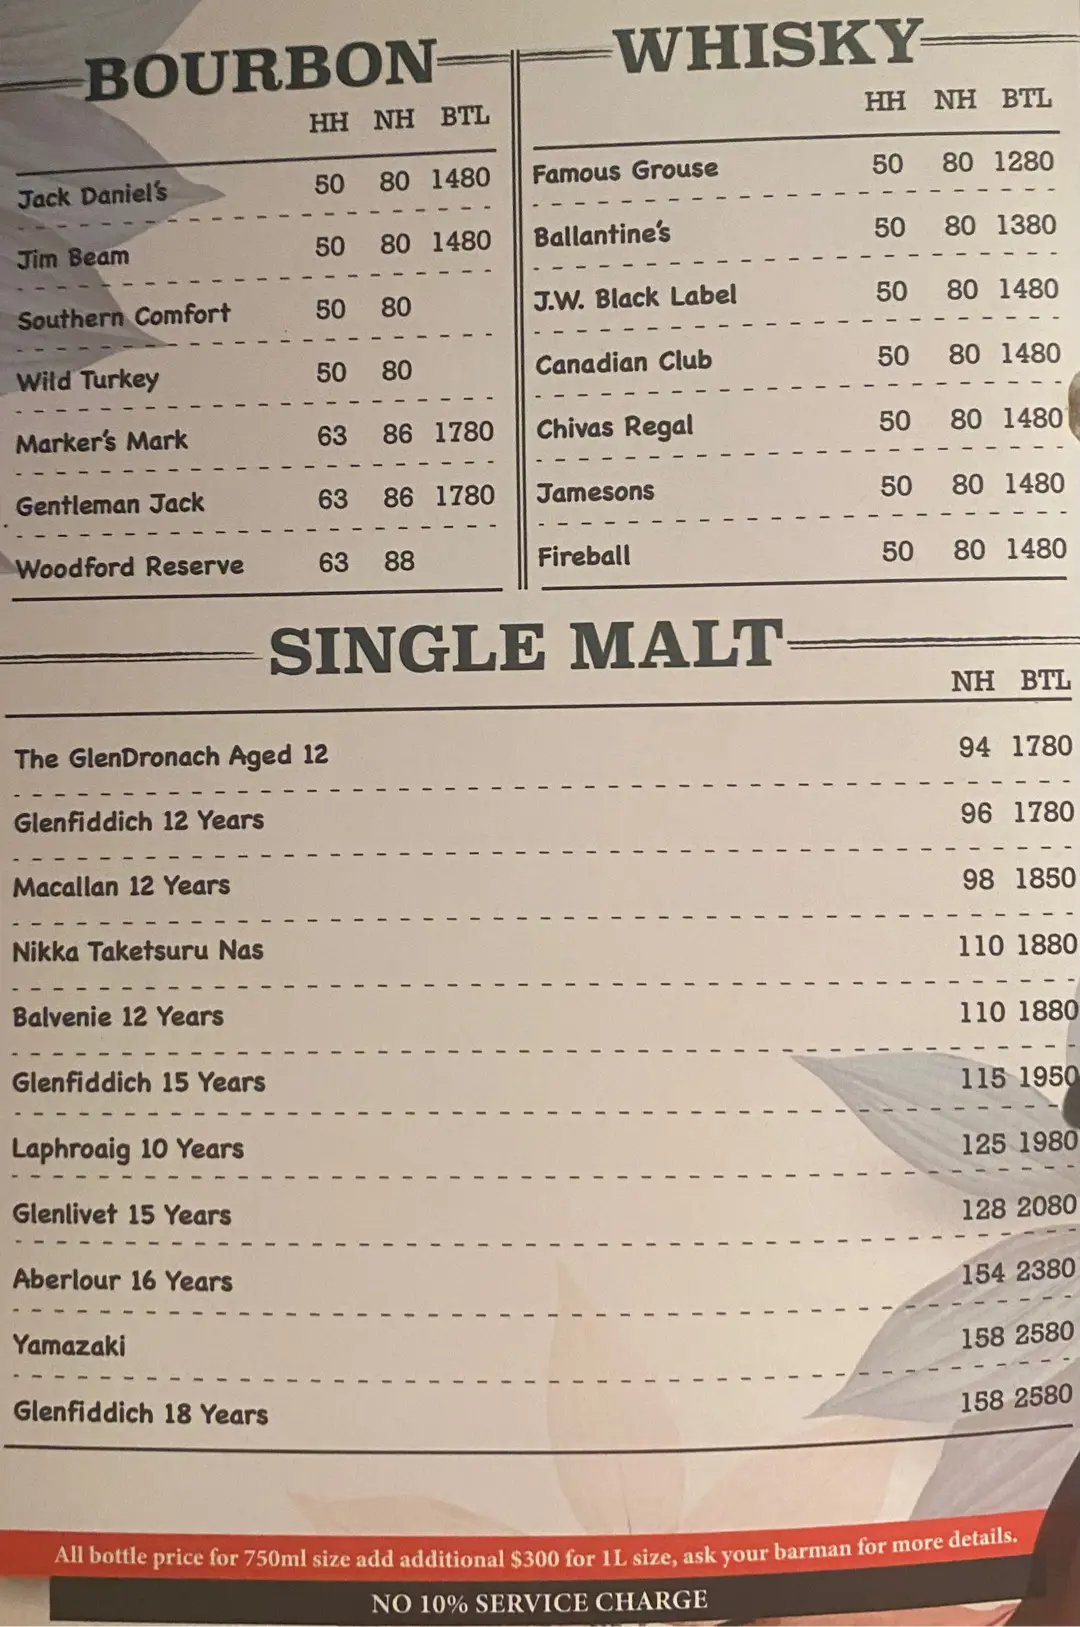 BOURBON
HH NH BTL
Jack Daniel's 50 80 1480
Jim Beam 50 80 1480
Southern Comfort 50 80
Wild Turkey 50 80
Marker's Mark 63 86 1780
Gentleman Jack 63 86 1780
Woodford Reserve 63 88
WHISKY
HH NH BTL
Famous Grouse 50 80 1280
Ballantine's 50 80 1380
J.W. Black Label 50 80 1480
Canadian Club 50 80 1480
Chivas Regal 50 80 1480
Jamesons 50 80 1480
Fireball 50 80 1480
SINGLE MALT
NH BTL
The GlenDronach Aged 12 94 1780
Glenfiddich 12 Years 96 1780
Macallan 12 Years 98 1850
Nikka Taketsuru Nas 110 1880
Balvenie 12 Years 110 1880
Glenfiddich 15 Years 115 1950
Laphroaig 10 Years 125 1980
Glenlivet 15 Years 128 2080
Aberlour 16 Years 154 2380
Yamazaki 158 2580
Glenfiddich 18 Years 158 2580
All bottle price for 750ml size add additional $300 for 1L size, ask your barman for more details.
NO 10% SERVICE CHARGE